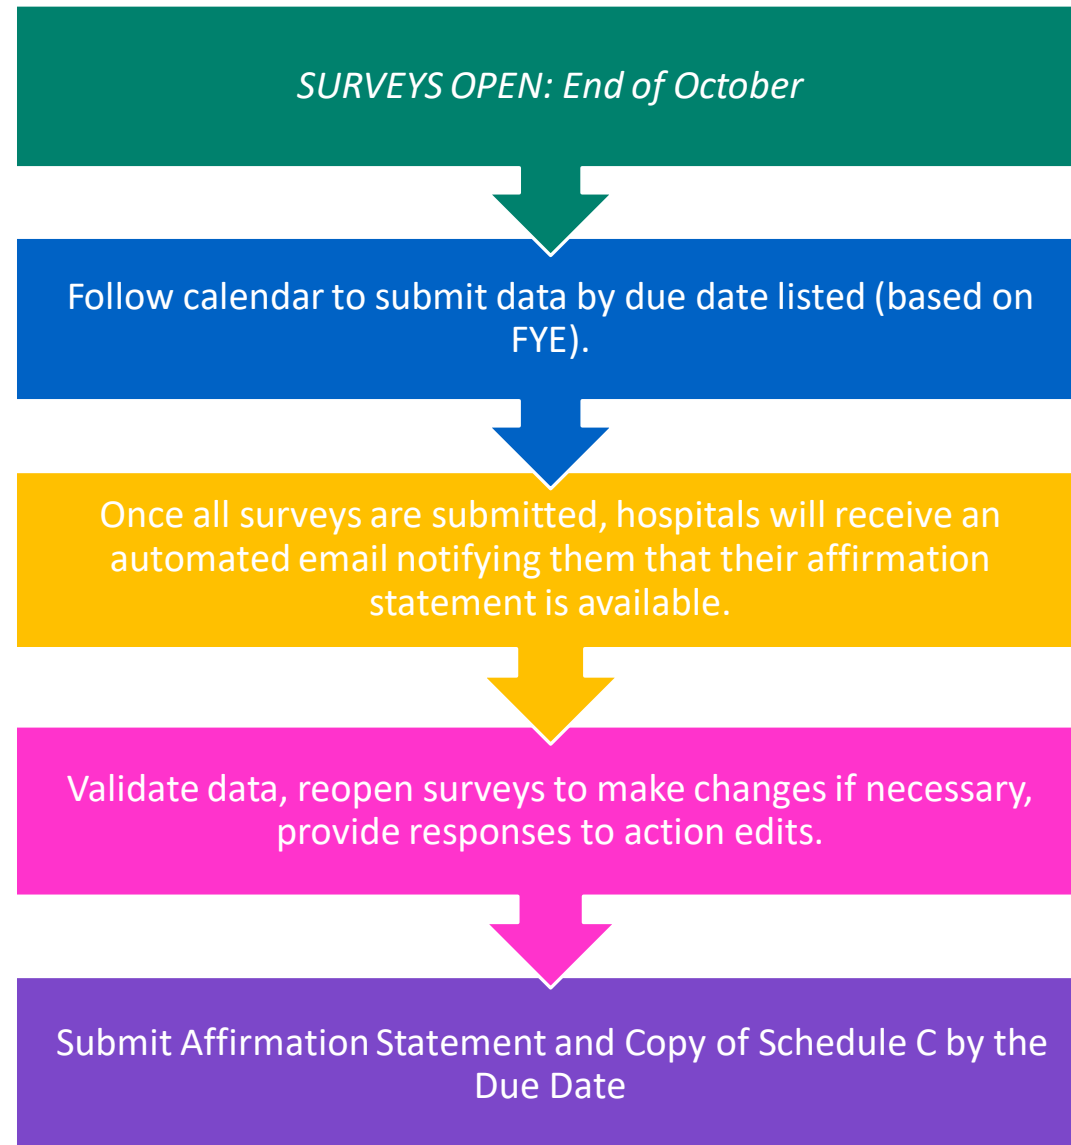 SURVEYS OPEN: End of October
Follow calendar to submit data by due date listed (based on
FYE).
Once all surveys are submitted, hospitals will receive an
automated email notifying them that their affirmation
statement is available.
Validate data, reopen surveys to make changes if necessary,
provide responses to action edits.
Submit Affirmation Statement and Copy of Schedule C by the
Due Date